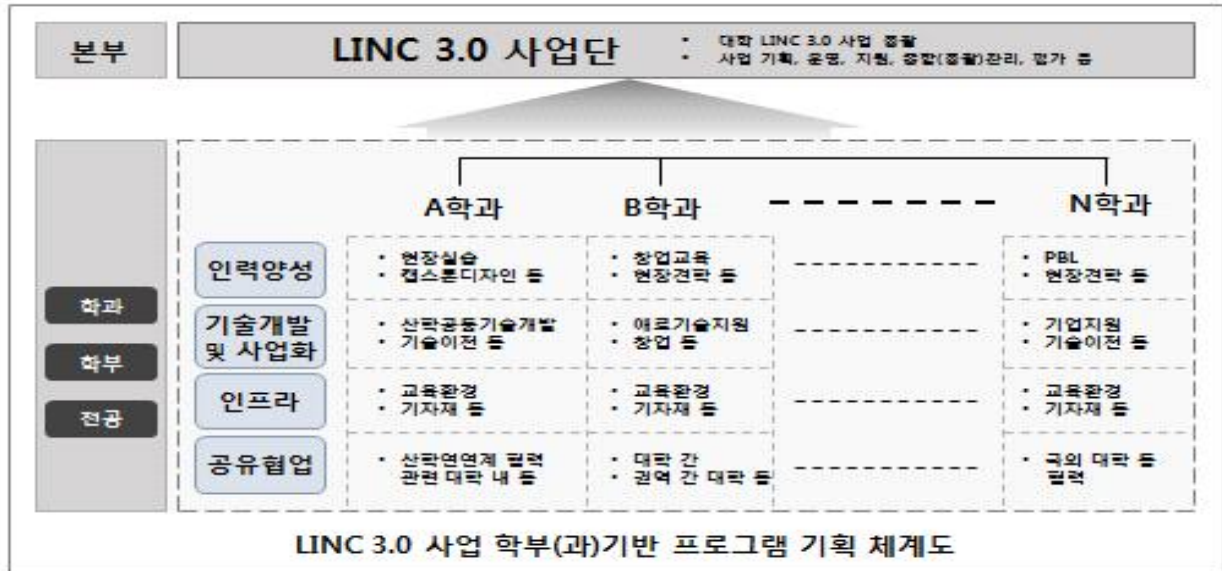 본부
LINC 3.0 사업단
• 대학 LINC 3.0 사업 총괄
• 사업 기획, 운영, 지원, 종합(총괄)관리, 평가 등
학과
학부
전공
A학과 B학과 N학과
인력양성
• 현장실습
• 캡스톤디자인 등
• 창업교육
• 현장견학 등
• PBL
• 현장견학 등
기술개발
및 사업화
• 산학공동기술개발
• 기술이전 등
• 애로기술지원
• 창업 등
• 기업지원
• 기술이전 등
인프라
• 교육환경
• 기자재 등
• 교육환경
• 기자재 등
• 교육환경
• 기자재 등
공유협업
• 산학연연계 협력
관련 대학 내 등
• 대학 간
• 권역 간 대학 등
• 국외 대학 등
협력
LINC 3.0 사업 학부(과)기반 프로그램 기획 체계도